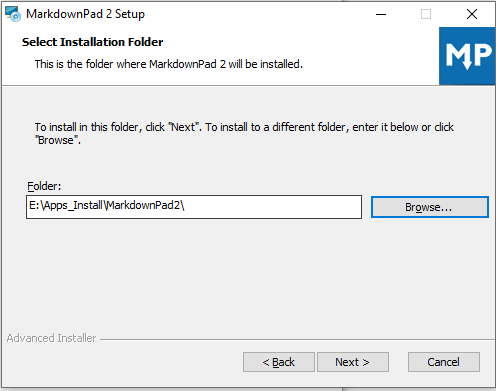 MarkdownPad 2 Setup
Select Installation Folder
This is the folder where MarkdownPad 2 will be installed.
MP
To install in this folder, click "Next". To install to a different folder, enter it below or click
"Browse".
Folder:
E:\Apps_Install\MarkdownPad2\
Browse...
Advanced Installer
< Back
Next >
Cancel